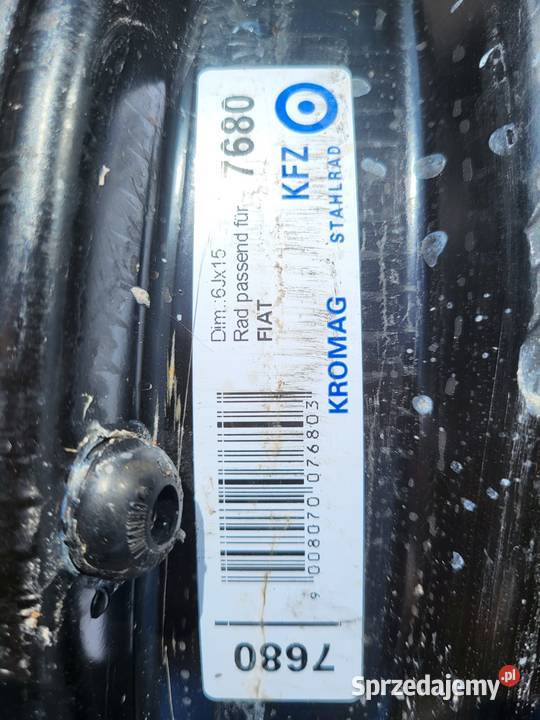 7680
KFZ
STAHLRAD
Dim.:6Jx15
Rad passend für
FIAT
KROMAG
9 008070 076803
7680
Sprzedajemy.pl